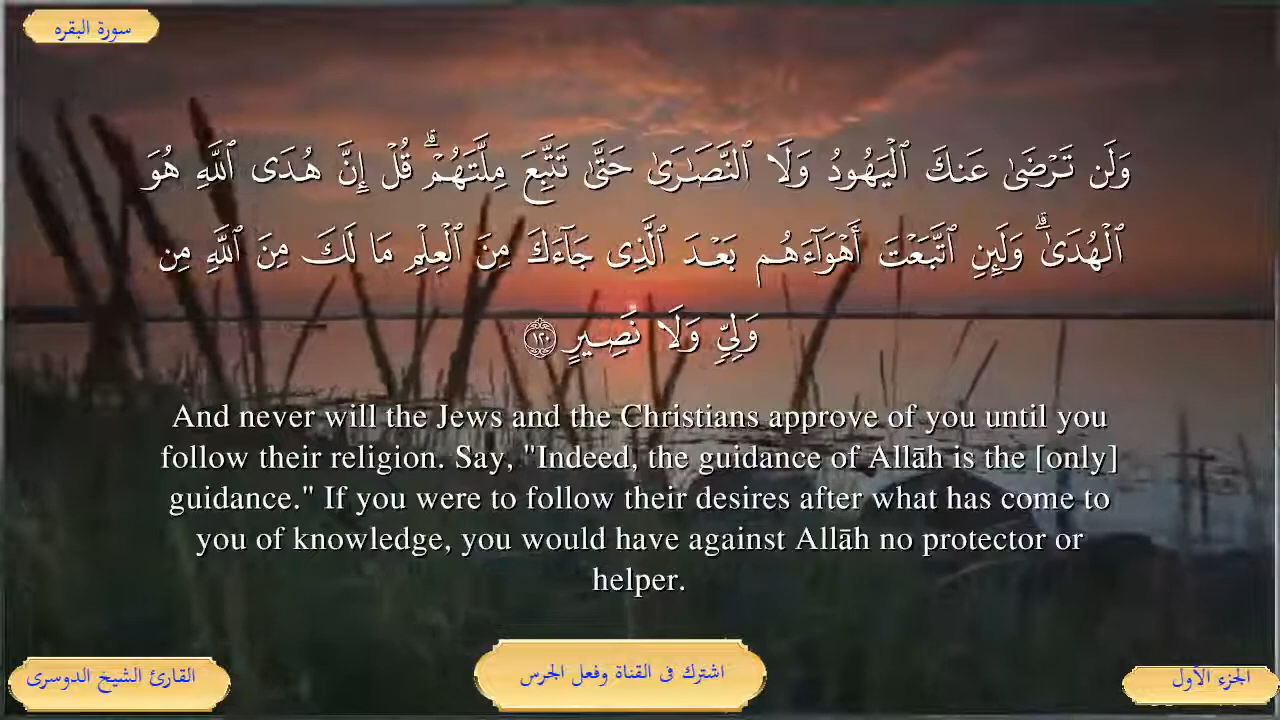 سورة البقره
وَلَن تَرْضَىٰ عَنكَ ٱلْيَهُودُ وَلَا ٱلنَّصَـٰرَىٰ حَتَّىٰ تَتَّبِعَ مِلَّتَهُمْ ۗ قُلْ إِنَّ هُدَى ٱللَّهِ هُوَ
ٱلْهُدَىٰ ۗ وَلَئِنِ ٱتَّبَعْتَ أَهْوَآءَهُم بَعْدَ ٱلَّذِى جَآءَكَ مِنَ ٱلْعِلْمِ مَا لَكَ مِنَ ٱللَّهِ مِن
وَلِىٍّ وَلَا نَصِيرٍ ١٢٠
And never will the Jews and the Christians approve of you until you
follow their religion. Say, "Indeed, the guidance of Allāh is the [only]
guidance." If you were to follow their desires after what has come to
you of knowledge, you would have against Allāh no protector or
helper.
الجزء الأول
اشترك فى القناة وفعل الجرس
القارئ الشيخ الدوسرى